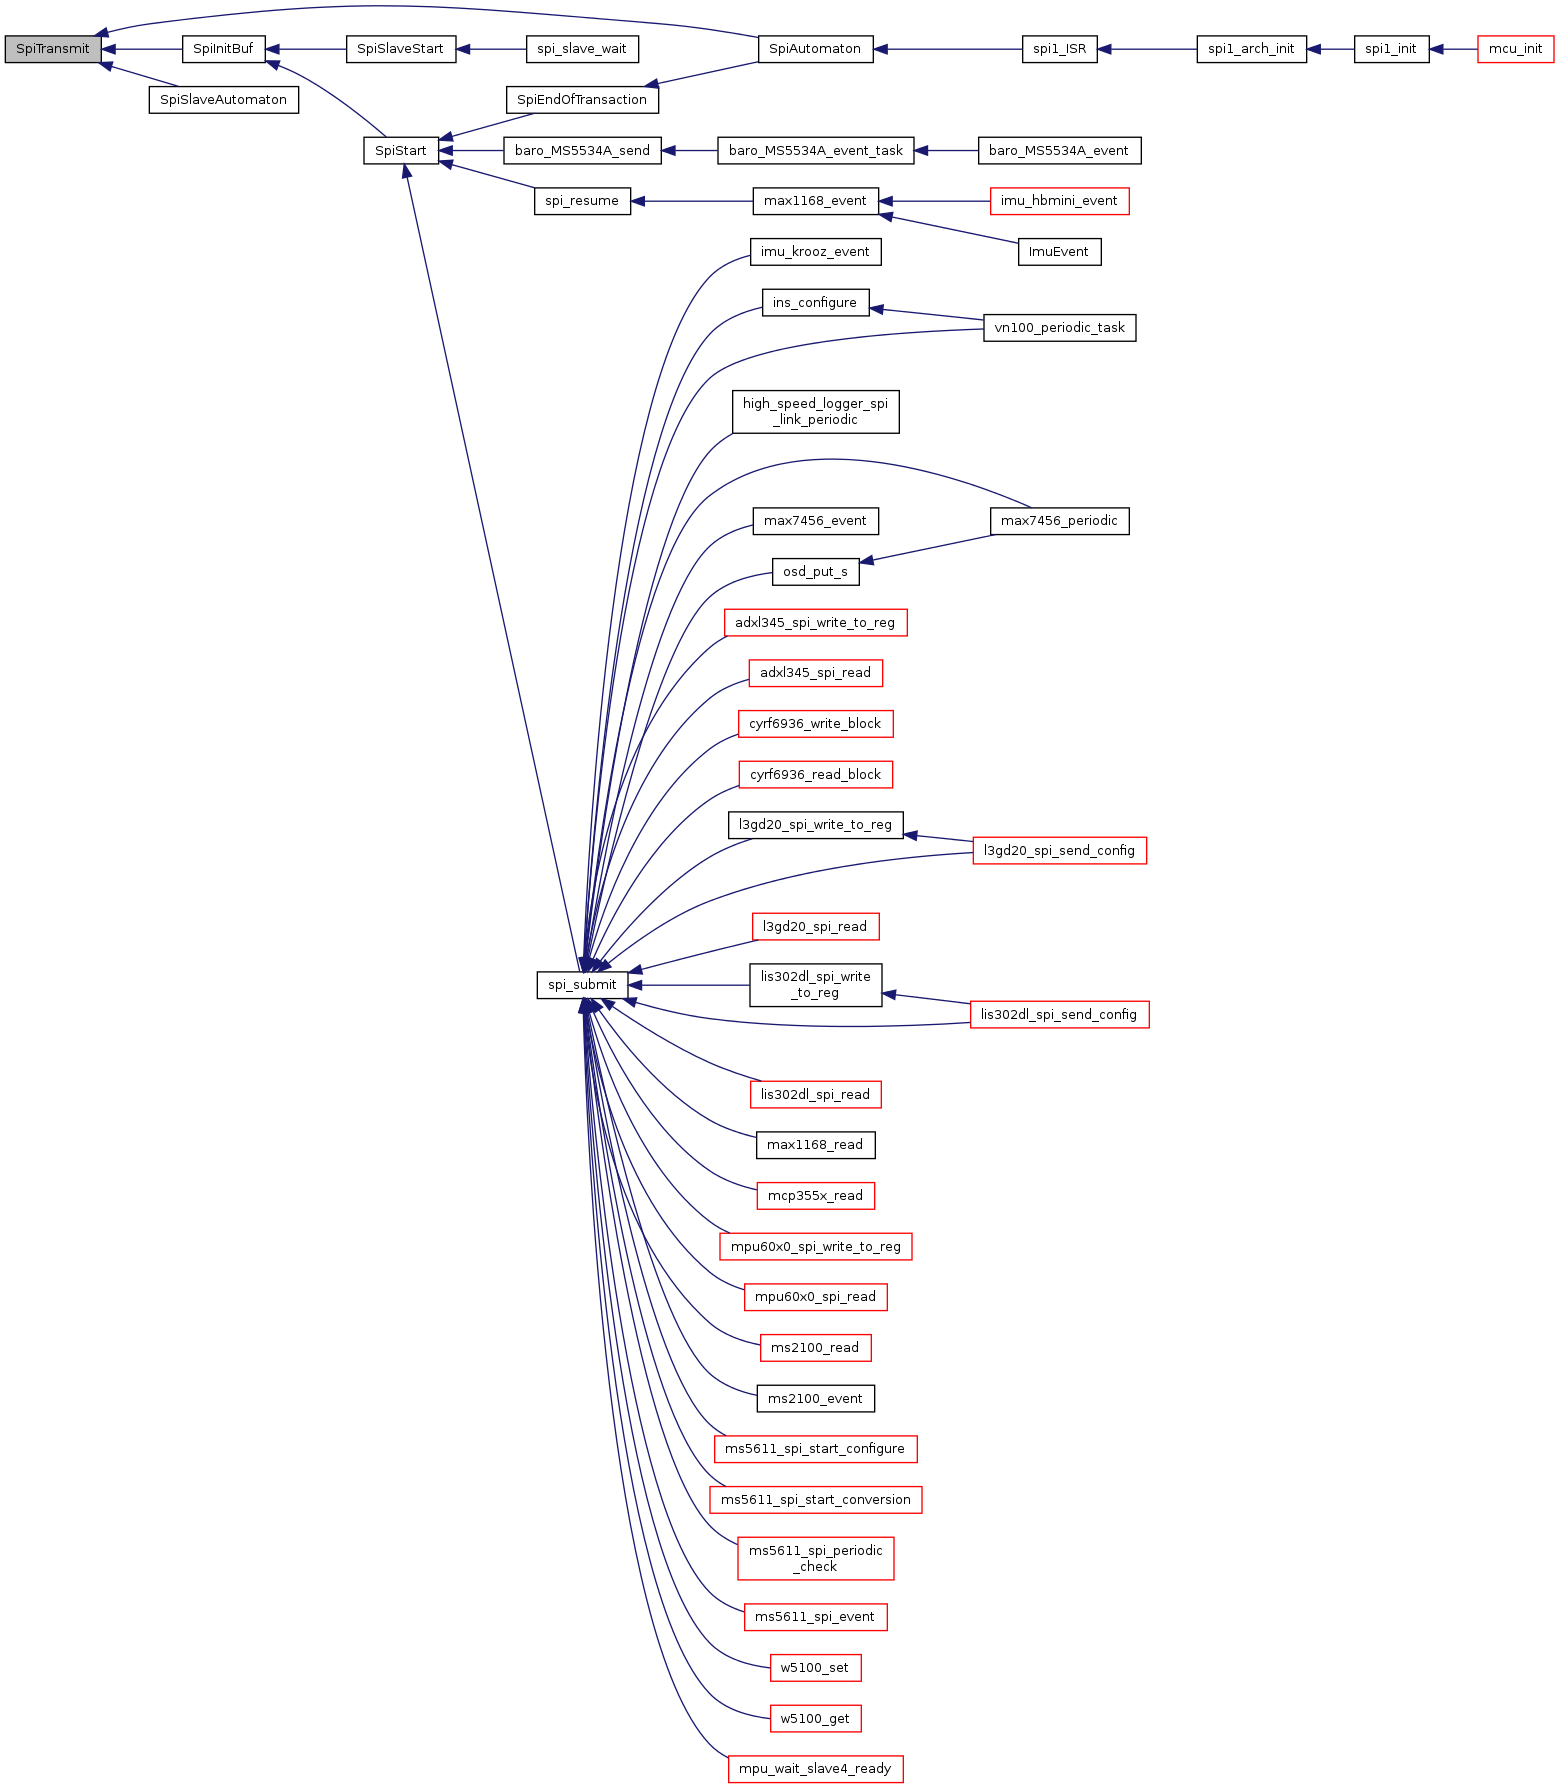 SpiTransmit
SpiInitBuf
SpiSlaveStart
spi_slave_wait
SpiAutomaton
spi1_ISR
spi1_arch_init
spi1_init
mcu_init
SpiSlaveAutomaton
SpiEndOfTransaction
SpiStart
baro_MS5534A_send
baro_MS5534A_event_task
baro_MS5534A_event
spi_resume
max1168_event
imu_hbmini_event
ImuEvent
imu_krooz_event
ins_configure
vn100_periodic_task
high_speed_logger_spi
_link_periodic
max7456_event
max7456_periodic
osd_put_s
adxl345_spi_write_to_reg
adxl345_spi_read
cyrf6936_write_block
cyrf6936_read_block
l3gd20_spi_write_to_reg
l3gd20_spi_send_config
l3gd20_spi_read
spi_submit
lis302dl_spi_write
_to_reg
lis302dl_spi_send_config
lis302dl_spi_read
max1168_read
mcp355x_read
mpu60x0_spi_write_to_reg
mpu60x0_spi_read
ms2100_read
ms2100_event
ms5611_spi_start_configure
ms5611_spi_start_conversion
ms5611_spi_periodic
_check
ms5611_spi_event
w5100_set
w5100_get
mpu_wait_slave4_ready